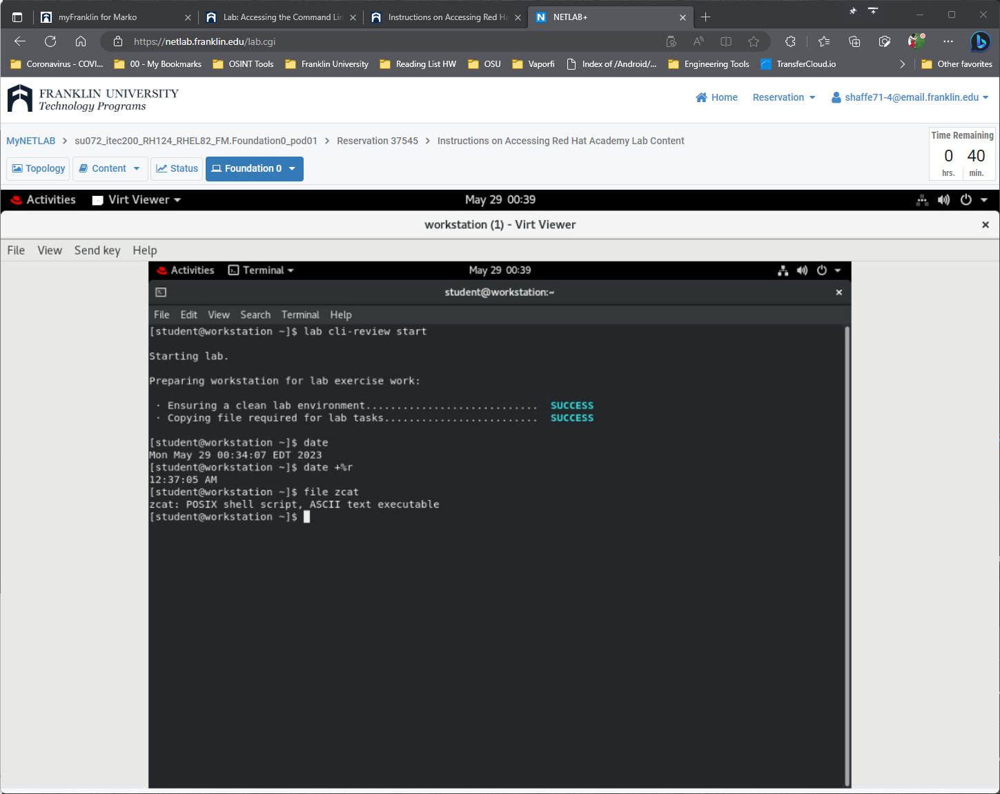 myFranklin for Marko
Lab: Accessing the Command Lin
Instructions on Accessing Red Ha
NETLAB+
https://netlab.franklin.edu/lab.cgi
Coronavirus - COVI... 00 - My Bookmarks OSINT Tools Franklin University Reading List HW OSU Vaporfi Index of /Android/... Engineering Tools TransferCloud.io Other favorites
FRANKLIN UNIVERSITY
Technology Programs
Home Reservation shaffe71-4@email.franklin.edu
MyNETLAB > su072_itec200_RH124_RHEL82_FM.Foundation0_pod01 > Reservation 37545 > Instructions on Accessing Red Hat Academy Lab Content
Time Remaining
0 40
hrs. min.
Topology Content Status Foundation 0
Activities Virt Viewer May 29 00:39
workstation (1) - Virt Viewer
File View Send key Help
Activities Terminal May 29 00:39
student@workstation:~
File Edit View Search Terminal Help
[student@workstation ~]$ lab cli-review start
Starting lab.
Preparing workstation for lab exercise work:
· Ensuring a clean lab environment............................ SUCCESS
· Copying file required for lab tasks......................... SUCCESS
[student@workstation ~]$ date
Mon May 29 00:34:07 EDT 2023
[student@workstation ~]$ date +%r
12:37:05 AM
[student@workstation ~]$ file zcat
zcat: POSIX shell script, ASCII text executable
[student@workstation ~]$